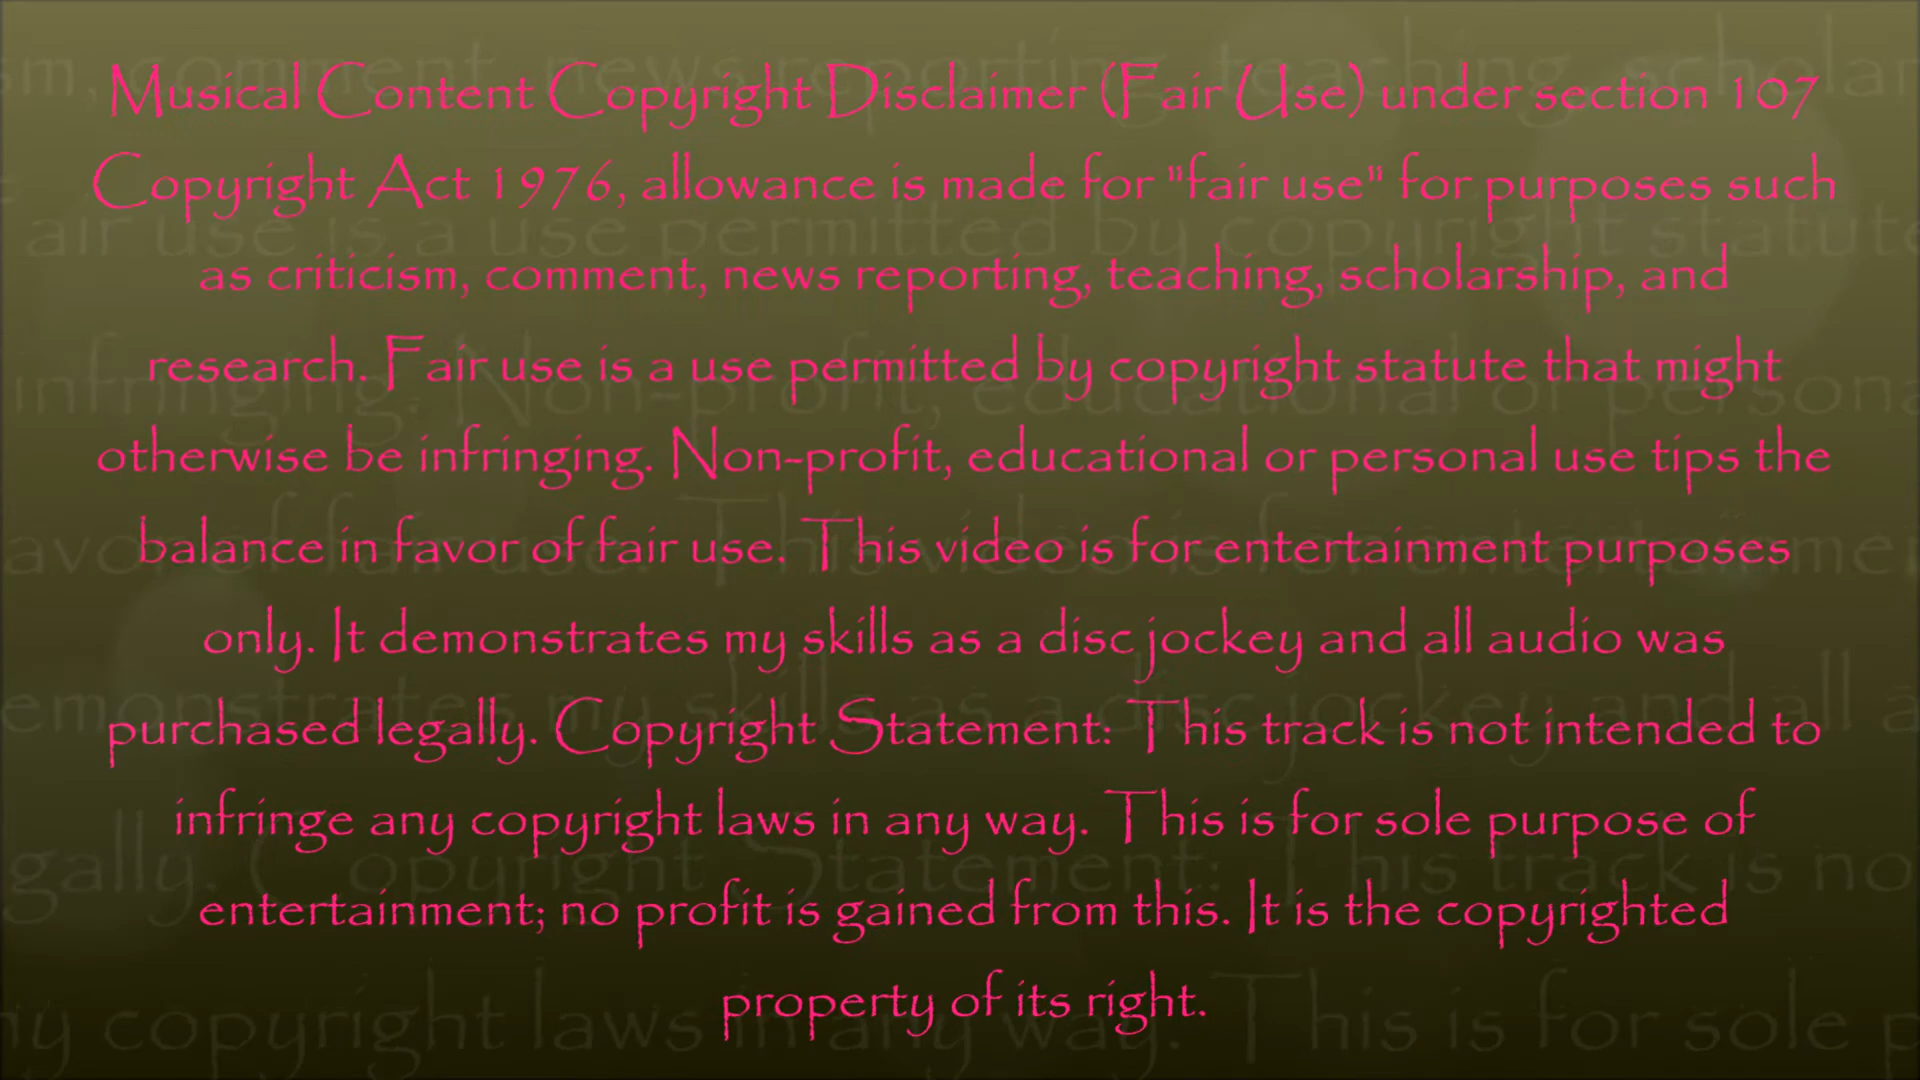 Musical Content Copyright Disclaimer (Fair Use) under section 107
Copyright Act 1976, allowance is made for "fair use" for purposes such
as criticism, comment, news reporting, teaching, scholarship, and
research. Fair use is a use permitted by copyright statute that might
otherwise be infringing. Non-profit, educational or personal use tips the
balance in favor of fair use. This video is for entertainment purposes
only. It demonstrates my skills as a disc jockey and all audio was
purchased legally. Copyright Statement: This track is not intended to
infringe any copyright laws in any way. This is for sole purpose of
entertainment; no profit is gained from this. It is the copyrighted
property of its right.